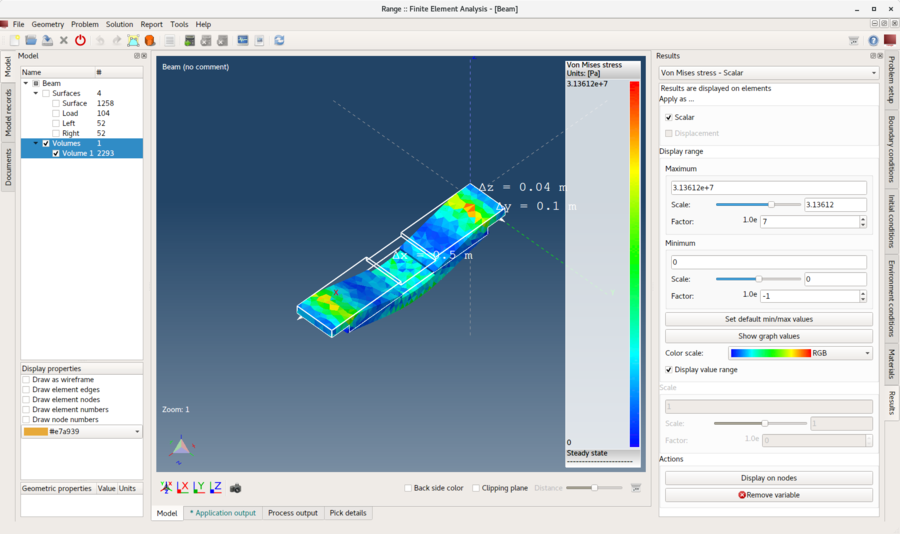 Range :: Finite Element Analysis - [Beam]
File Geometry Problem Solution Report Tools Help
Model
Name #
Beam
Surfaces 4
Surface 1258
Load 104
Left 52
Right 52
Volumes 1
Volume 1 2293
Model
Model records
Documents
Display properties
Draw as wireframe
Draw element edges
Draw element nodes
Draw element numbers
Draw node numbers
#e7a939
Geometric properties Value Units
Beam (no comment)
Δz = 0.04 m
Δy = 0.1 m
Δx = 0.5 m
Zoom: 1
Von Mises stress
Units: [Pa]
3.13612e+7
0
Steady state
X Y Z
Back side color Clipping plane Distance
Model * Application output Process output Pick details
Results
Von Mises stress - Scalar
Results are displayed on elements
Apply as ...
Scalar
Displacement
Display range
Maximum
3.13612e+7
Scale: 3.13612
Factor: 1.0e 7
Minimum
0
Scale: 0
Factor: 1.0e -1
Set default min/max values
Show graph values
Color scale: RGB
Display value range
Scale
1
Scale: 1
Factor: 1.0e 0
Actions
Display on nodes
Remove variable
Problem setup
Boundary conditions
Initial conditions
Environment conditions
Materials
Results